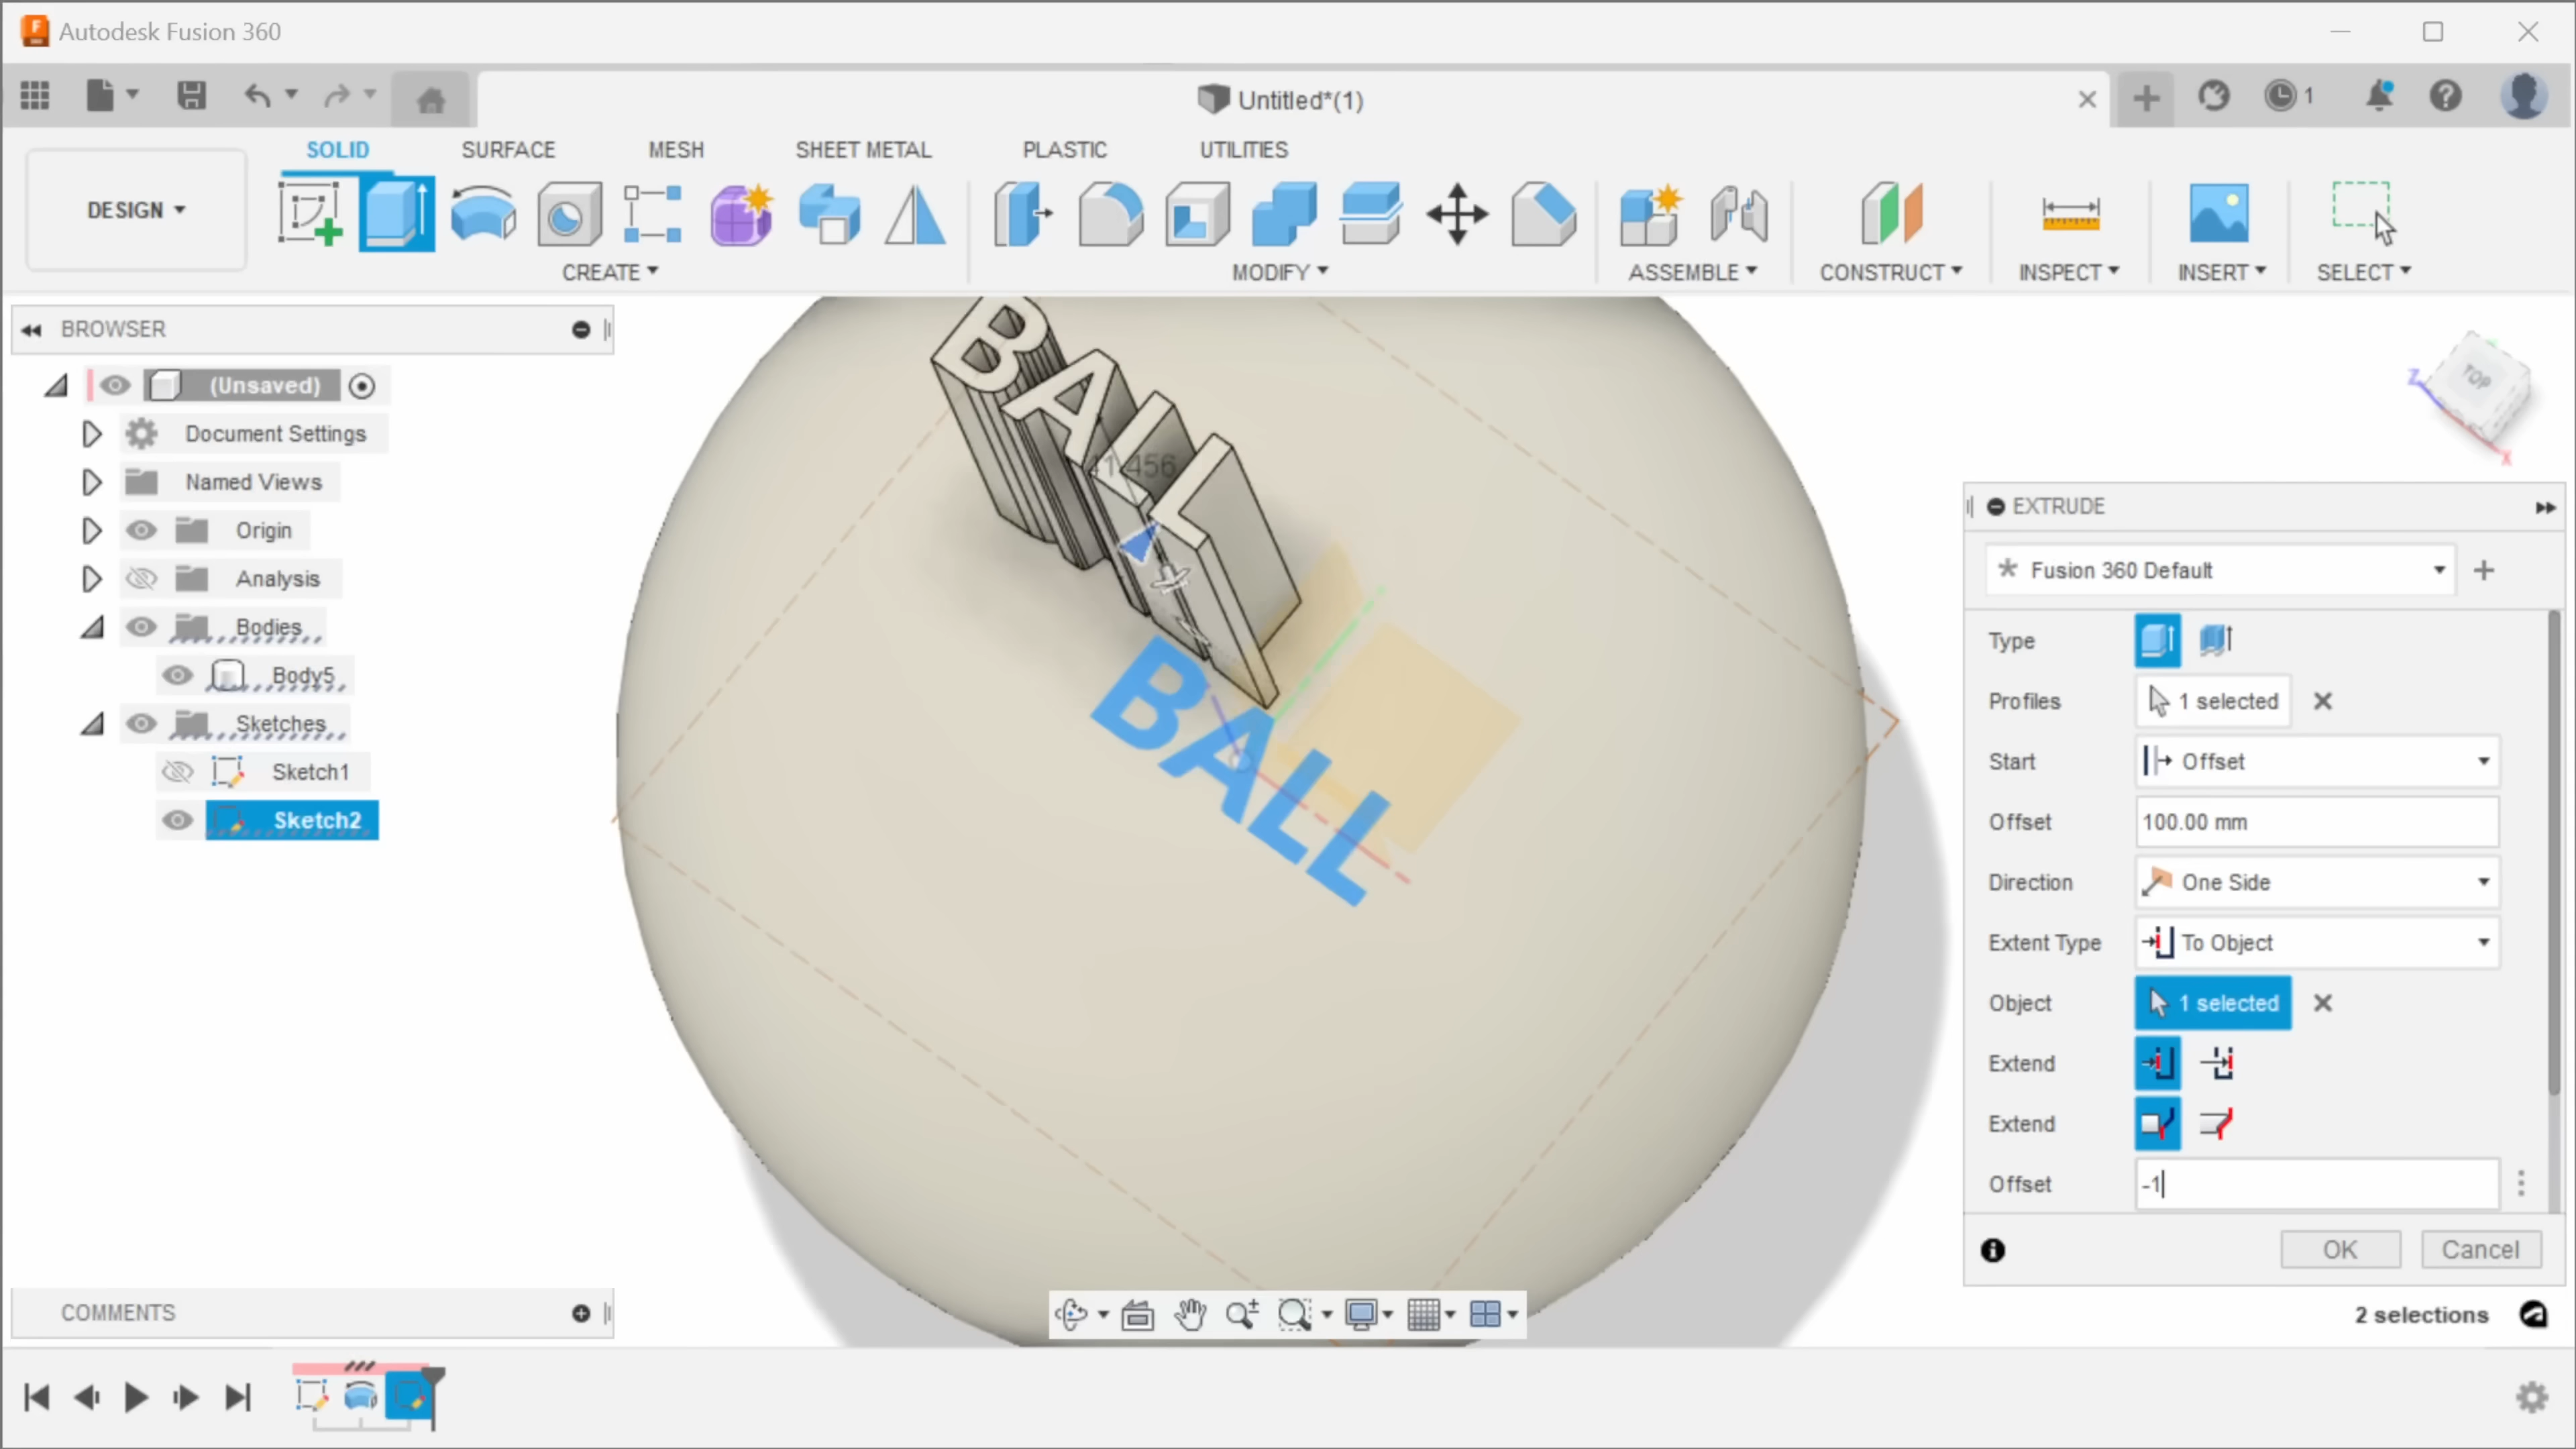 Autodesk Fusion 360
Untitled*(1)
1
SOLID SURFACE MESH SHEET METAL PLASTIC UTILITIES
DESIGN
CREATE MODIFY ASSEMBLE CONSTRUCT INSPECT INSERT SELECT
BROWSER
(Unsaved)
Document Settings
Named Views
Origin
Analysis
Bodies
Body5
Sketches
Sketch1
Sketch2
BALL
BALL
TOP
Z
X
EXTRUDE
Fusion 360 Default
Type
Profiles 1 selected
Start Offset
Offset 100.00 mm
Direction One Side
Extent Type To Object
Object 1 selected
Extend
Extend
Offset -1
OK Cancel
COMMENTS
2 selections